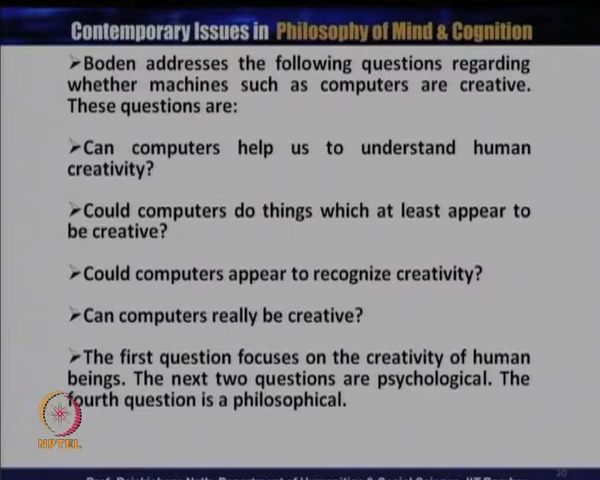 Contemporary Issues in Philosophy of Mind & Cognition
➢Boden addresses the following questions regarding
whether machines such as computers are creative.
These questions are:
➢Can computers help us to understand human
creativity?
➢Could computers do things which at least appear to
be creative?
➢Could computers appear to recognize creativity?
➢Can computers really be creative?
➢The first question focuses on the creativity of human
beings. The next two questions are psychological. The
fourth question is a philosophical.
NPTEL
20